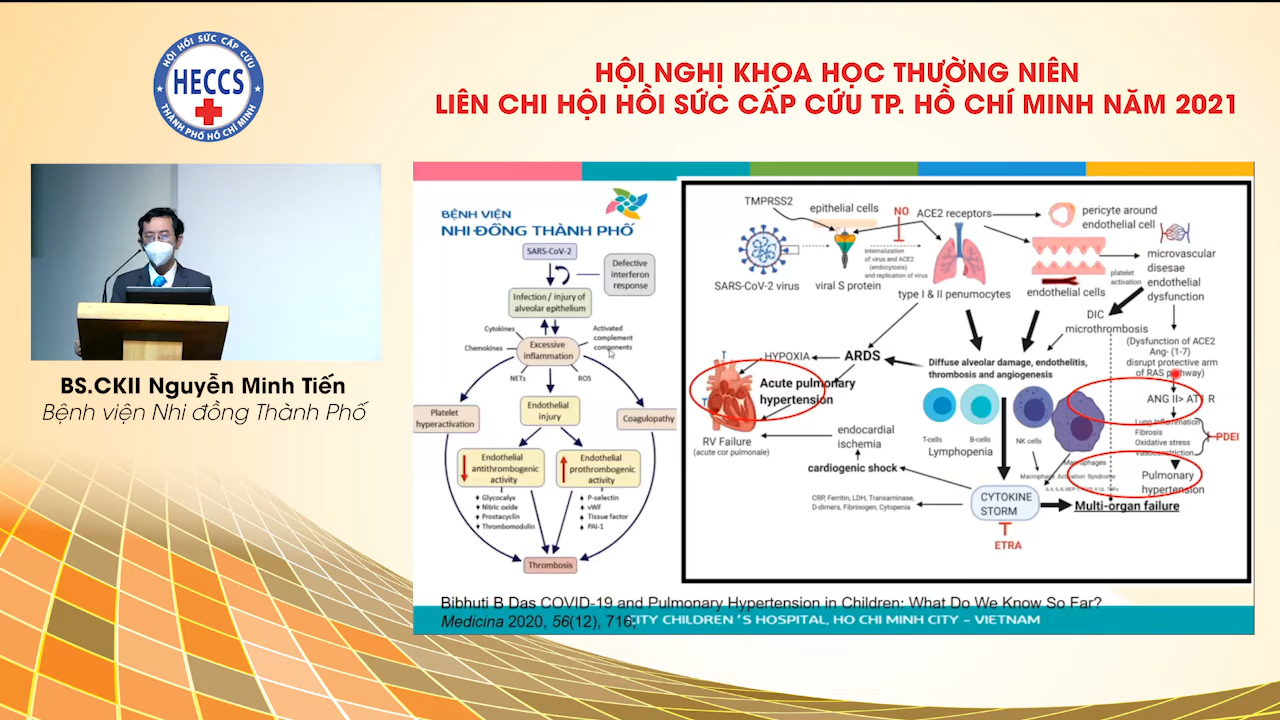 HỘI HỒI SỨC CẤP CỨU
HECCS
THÀNH PHỐ HỒ CHÍ MINH
HỘI NGHỊ KHOA HỌC THƯỜNG NIÊN
LIÊN CHI HỘI HỒI SỨC CẤP CỨU TP. HỒ CHÍ MINH NĂM 2021
BS.CKII Nguyễn Minh Tiến
Bệnh viện Nhi đồng Thành Phố
BỆNH VIỆN
NHI ĐỒNG THÀNH PHỐ
SARS-CoV-2
Defective
interferon
response
Infection / injury of
alveolar epithelium
Cytokines
Chemokines
Excessive
inflammation
Activated
complement
components
NETs
ROS
Platelet
hyperactivation
Endothelial
injury
Coagulopathy
Endothelial
antithrombogenic
activity
Endothelial
prothrombogenic
activity
Glycocalyx
Nitric oxide
Prostacyclin
Thrombomodulin
P-selectin
vWF
Tissue factor
PAI-1
Thrombosis
TMPRSS2
epithelial cells
NO
ACE2 receptors
pericyte around
endothelial cell
internalization
of virus and ACE2
(endocytosis)
and replication of virus
SARS-CoV-2 virus
viral S protein
type I & II penumocytes
endothelial cells
platelet
activation
microvascular
disesae
endothelial
dysfunction
DIC
microthrombosis
(Dysfunction of ACE2
Ang- (1-7)
disrupt protective arm
of RAS pathway)
HYPOXIA
ARDS
Diffuse alveolar damage, endothelitis,
thrombosis and angiogenesis
Acute pulmonary
hypertension
ANG II> AT1 R
Lung inflammation
Fibrosis
Oxidative stress
Vasoconstriction
PDEI
RV Failure
(acute cor pulmonale)
endocardial
ischemia
T-cells
B-cells
NK cells
Lymphopenia
Macrophages
Macrophage Activation Syndrome
cardiogenic shock
Pulmonary
hypertension
CRP, Ferritin, LDH, Transaminase,
D-dimers, Fibrinogen, Cytopenia
CYTOKINE
STORM
Multi-organ failure
ETRA
Bibhuti B Das COVID-19 and Pulmonary Hypertension in Children: What Do We Know So Far?
Medicina 2020, 56(12), 716;
CITY CHILDREN'S HOSPITAL, HO CHI MINH CITY – VIETNAM